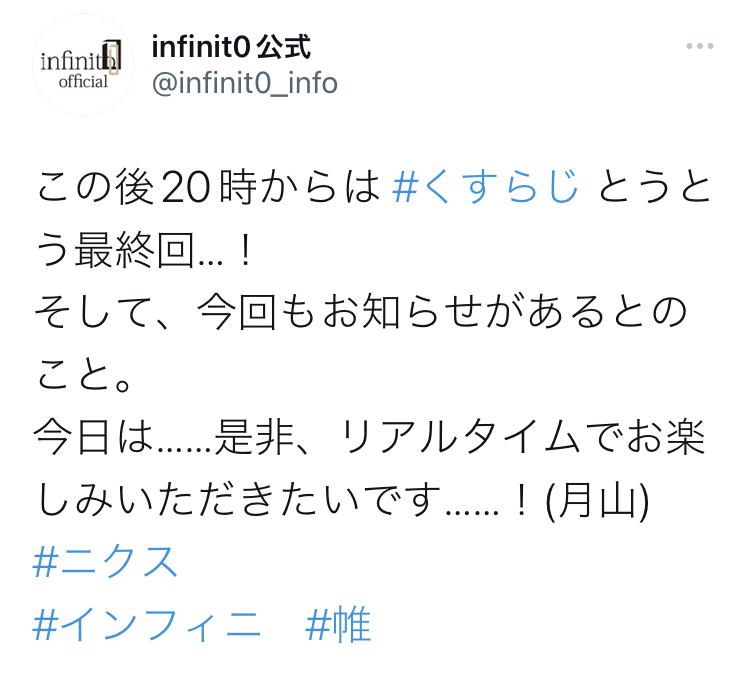 infinit0
official
infinit0 公式
@infinit0_info
この後20時からは #くすらじ とうと
う最終回…！
そして、今回もお知らせがあるとの
こと。
今日は……是非、リアルタイムでお楽
しみいただきたいです……！(月山)
#ニクス
#インフィニ　#帷